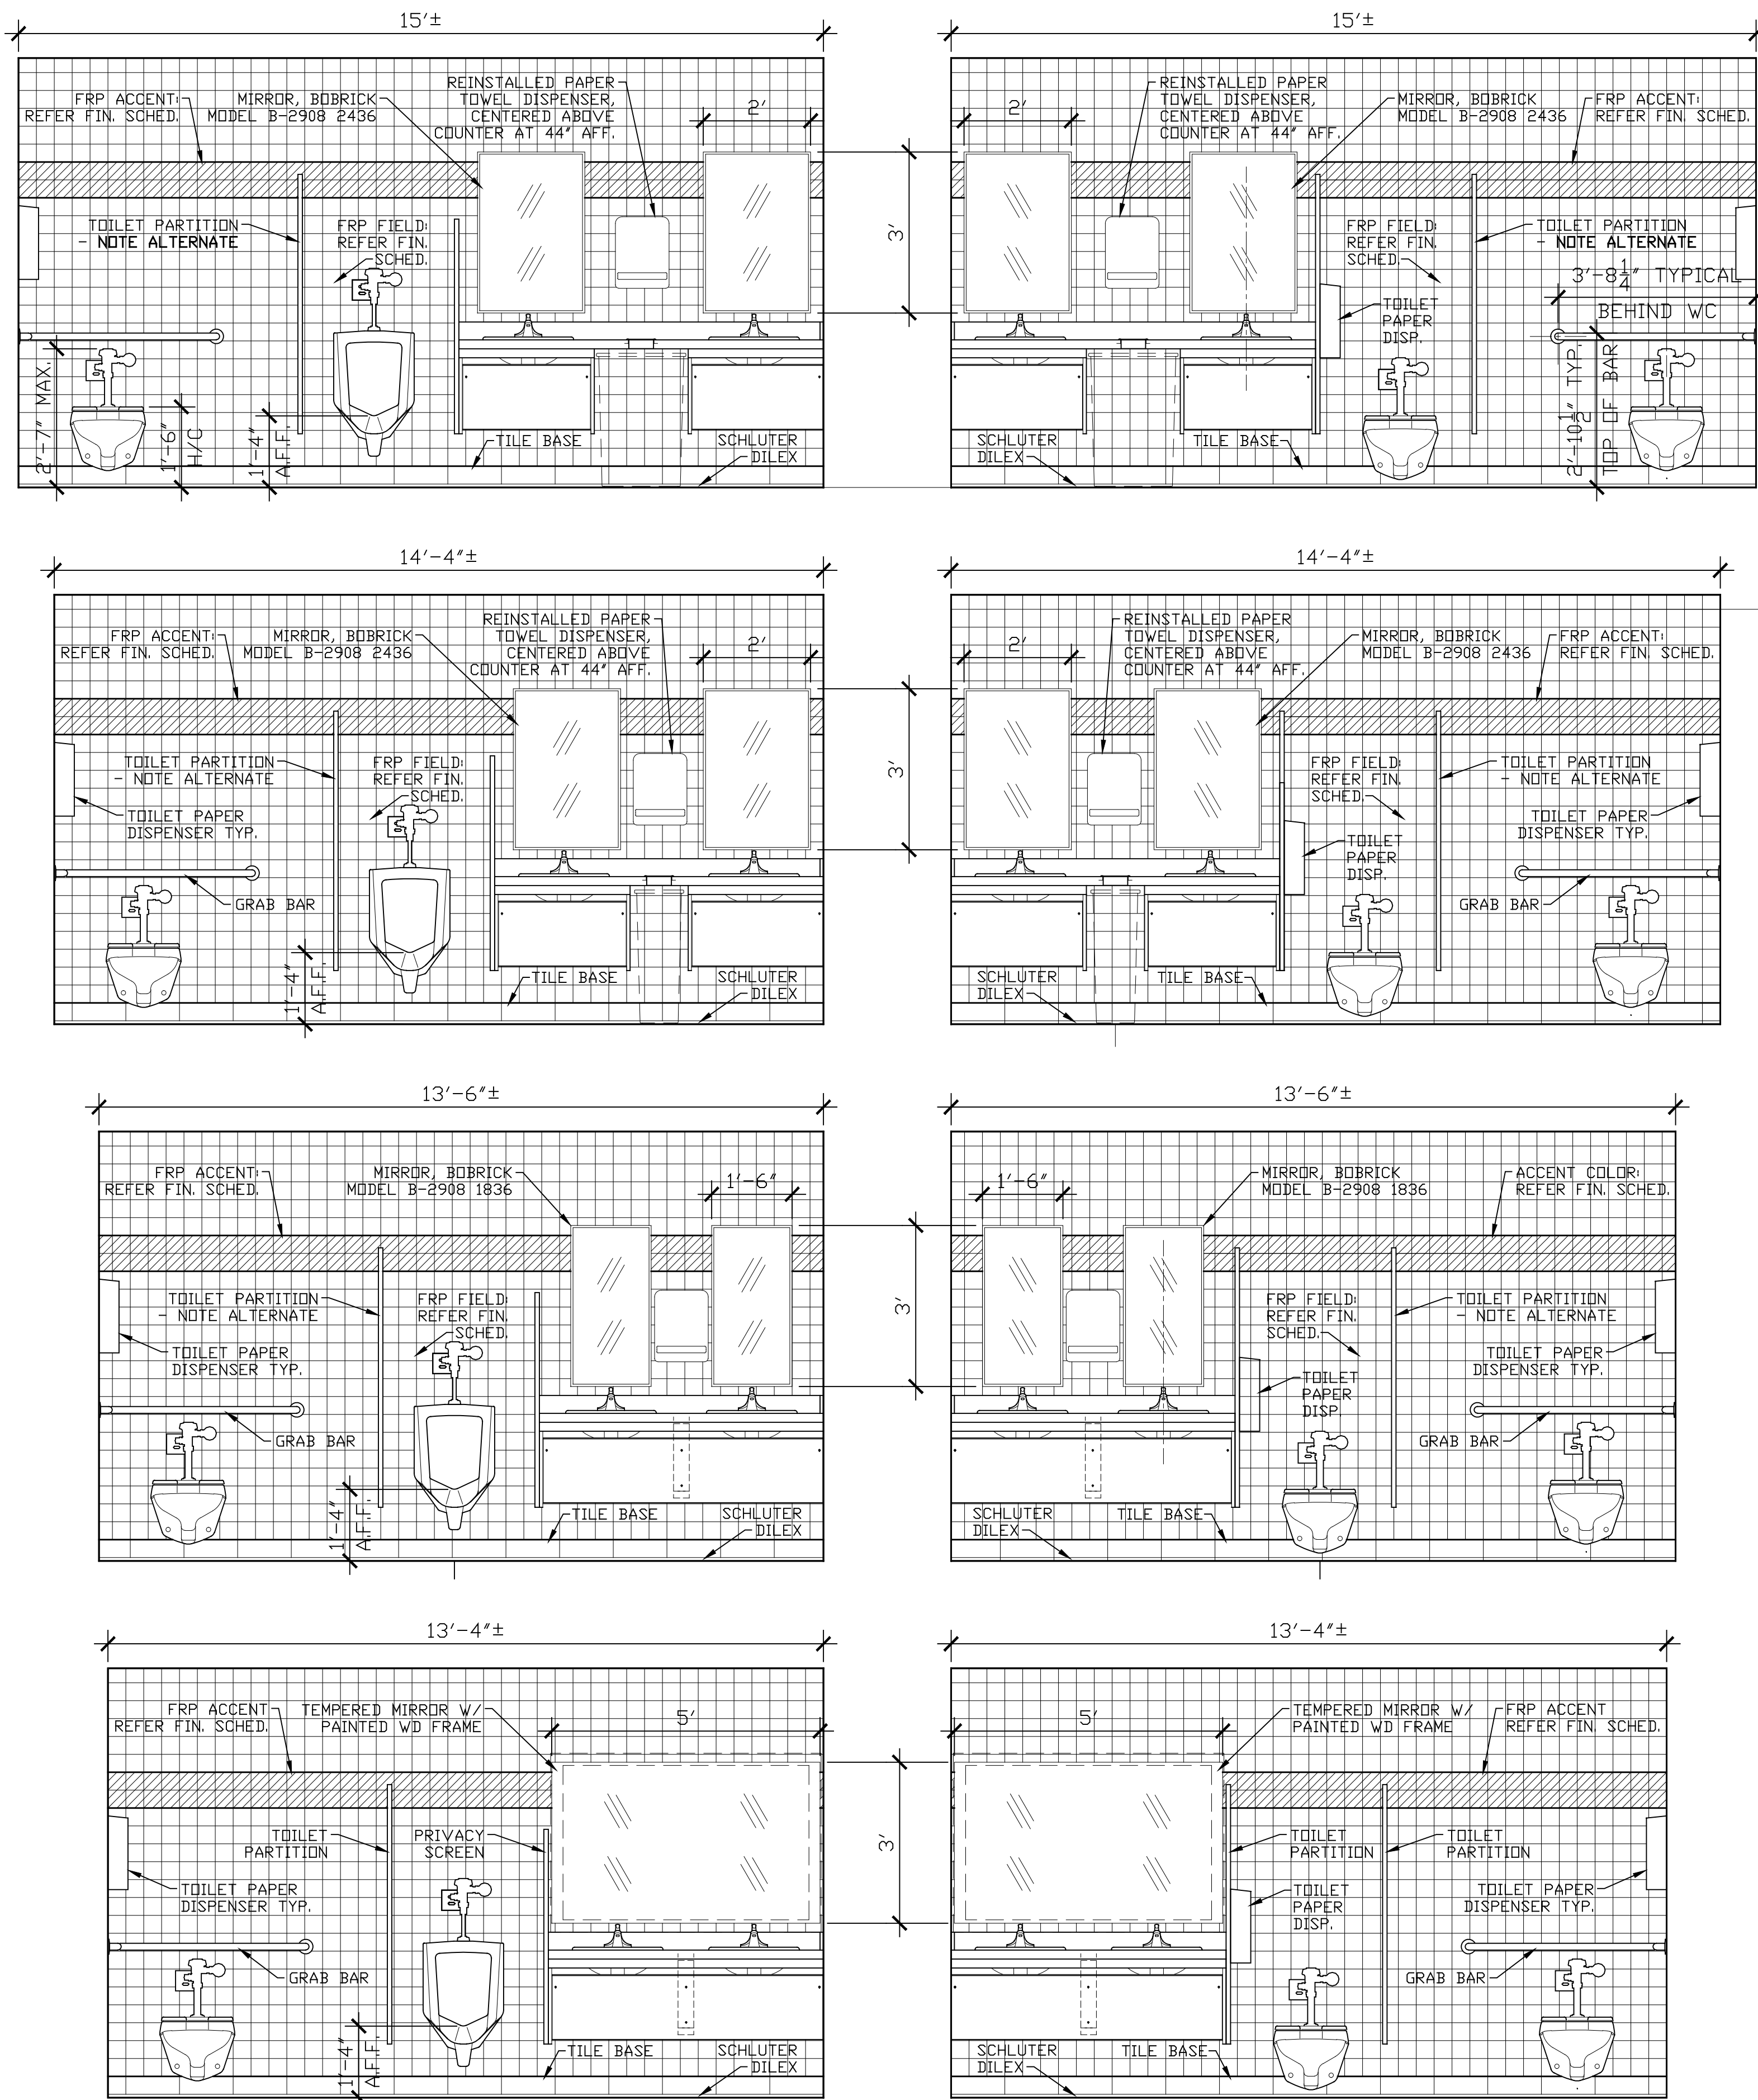 15'±
FRP ACCENT:
REFER FIN. SCHED.
MIRROR, BOBRICK
MODEL B-2908 2436
REINSTALLED PAPER
TOWEL DISPENSER,
CENTERED ABOVE
COUNTER AT 44" AFF.
2'
TOILET PARTITION
- NOTE ALTERNATE
FRP FIELD:
REFER FIN.
SCHED.
2'-7" MAX.
1'-6"
H/C
1'-4"
A.F.F.
TILE BASE
SCHLUTER
DILEX
3'
15'±
2'
REINSTALLED PAPER
TOWEL DISPENSER,
CENTERED ABOVE
COUNTER AT 44" AFF.
MIRROR, BOBRICK
MODEL B-2908 2436
FRP ACCENT:
REFER FIN. SCHED.
FRP FIELD:
REFER FIN.
SCHED.
TOILET PARTITION
- NOTE ALTERNATE
3'-8 1/4" TYPICAL
BEHIND WC
TOILET
PAPER
DISP.
2'-10 1/2" TYP.
TOP OF BAR
SCHLUTER
DILEX
TILE BASE
14'-4"±
FRP ACCENT:
REFER FIN. SCHED.
MIRROR, BOBRICK
MODEL B-2908 2436
REINSTALLED PAPER
TOWEL DISPENSER,
CENTERED ABOVE
COUNTER AT 44" AFF.
2'
TOILET PARTITION
- NOTE ALTERNATE
FRP FIELD:
REFER FIN.
SCHED.
TOILET PAPER
DISPENSER TYP.
GRAB BAR
1'-4"
A.F.F.
TILE BASE
SCHLUTER
DILEX
3'
14'-4"±
2'
REINSTALLED PAPER
TOWEL DISPENSER,
CENTERED ABOVE
COUNTER AT 44" AFF.
MIRROR, BOBRICK
MODEL B-2908 2436
FRP ACCENT:
REFER FIN. SCHED.
FRP FIELD:
REFER FIN.
SCHED.
TOILET PARTITION
- NOTE ALTERNATE
TOILET PAPER
DISPENSER TYP.
TOILET
PAPER
DISP.
GRAB BAR
SCHLUTER
DILEX
TILE BASE
13'-6"±
FRP ACCENT:
REFER FIN. SCHED.
MIRROR, BOBRICK
MODEL B-2908 1836
1'-6"
TOILET PARTITION
- NOTE ALTERNATE
FRP FIELD:
REFER FIN.
SCHED.
TOILET PAPER
DISPENSER TYP.
GRAB BAR
1'-4"
A.F.F.
TILE BASE
SCHLUTER
DILEX
3'
13'-6"±
1'-6"
MIRROR, BOBRICK
MODEL B-2908 1836
ACCENT COLOR:
REFER FIN. SCHED.
FRP FIELD:
REFER FIN.
SCHED.
TOILET PARTITION
- NOTE ALTERNATE
TOILET PAPER
DISPENSER TYP.
TOILET
PAPER
DISP.
GRAB BAR
SCHLUTER
DILEX
TILE BASE
13'-4"±
FRP ACCENT
REFER FIN. SCHED.
TEMPERED MIRROR W/
PAINTED WD FRAME
5'
TOILET
PARTITION
PRIVACY
SCREEN
TOILET PAPER
DISPENSER TYP.
GRAB BAR
1'-4"
A.F.F.
TILE BASE
SCHLUTER
DILEX
3'
13'-4"±
5'
TEMPERED MIRROR W/
PAINTED WD FRAME
FRP ACCENT
REFER FIN. SCHED.
TOILET
PARTITION
TOILET
PARTITION
TOILET
PAPER
DISP.
TOILET PAPER
DISPENSER TYP.
GRAB BAR
SCHLUTER
DILEX
TILE BASE